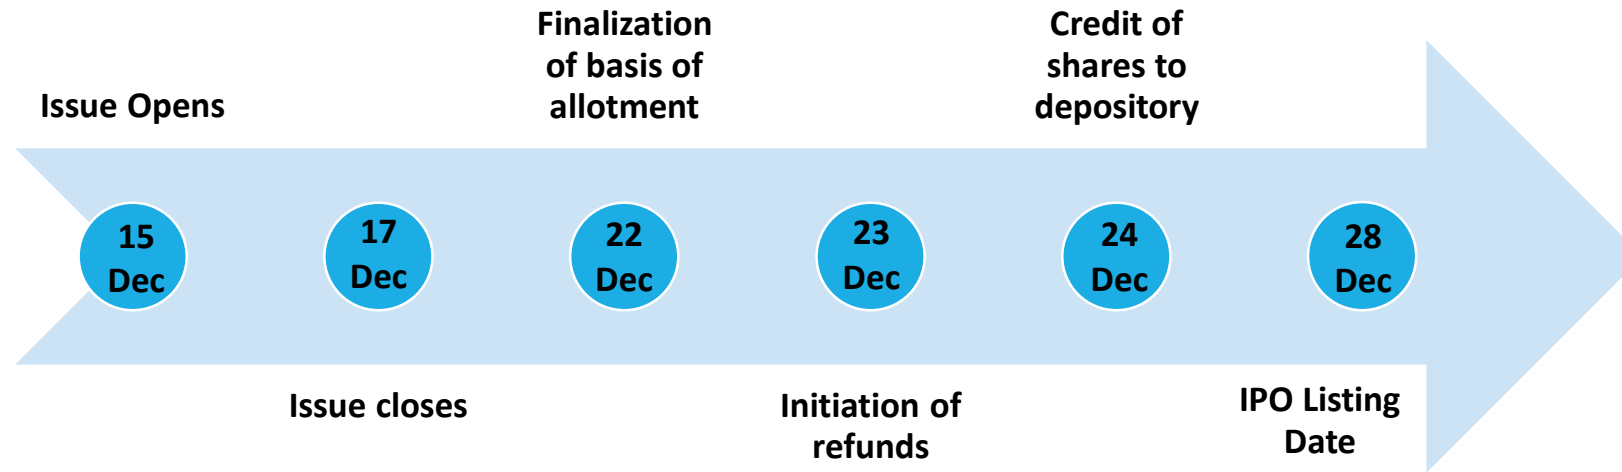 Issue Opens
Finalization
of basis of
allotment
Credit of
shares to
depository
15
Dec
17
Dec
22
Dec
23
Dec
24
Dec
28
Dec
Issue closes
Initiation of
refunds
IPO Listing
Date